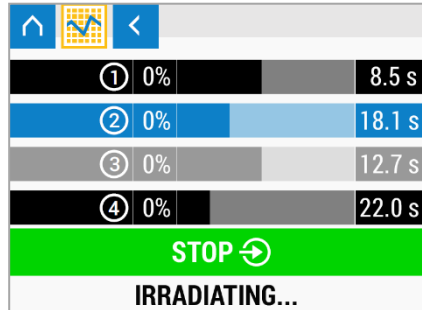 ① 0% 8.5 s
② 0% 18.1 s
③ 0% 12.7 s
④ 0% 22.0 s
STOP
IRRADIATING...